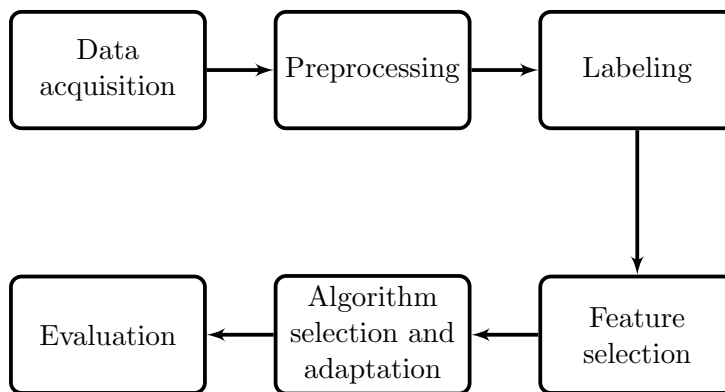 Data
acquisition
Preprocessing
Labeling
Feature
selection
Algorithm
selection and
adaptation
Evaluation